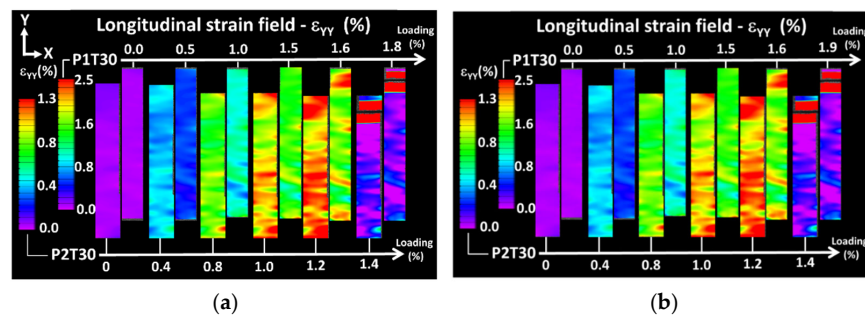 Y
X
Longitudinal strain field - εYY (%)
Loading (%)
0.0 0.5 1.0 1.5 1.6 1.8
εYY(%)
P1T30
2.5
1.3
1.6
0.8
0.4
0.0
0.0
P2T30
Loading (%)
0 0.4 0.8 1.0 1.2 1.4
(a)
Longitudinal strain field - εYY (%)
Loading (%)
0.0 0.5 1.0 1.5 1.6 1.9
εYY(%)
P1T30
2.5
1.3
1.6
0.8
0.4
0.0
0.0
P2T30
Loading (%)
0 0.4 0.8 1.0 1.2 1.4
(b)